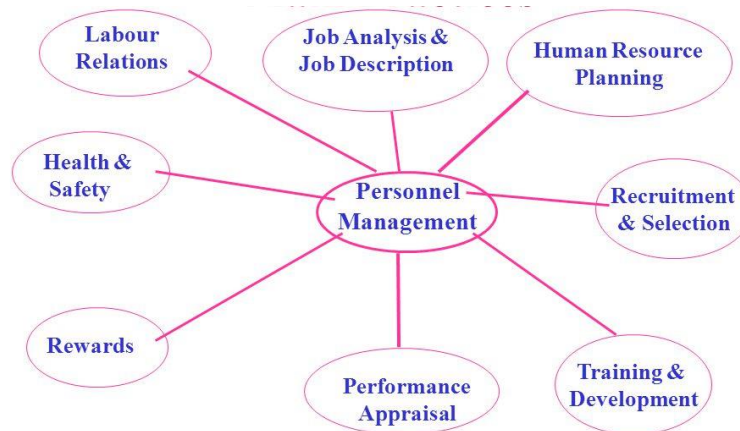 Labour
Relations
Job Analysis &
Job Description
Human Resource
Planning
Health &
Safety
Personnel
Management
Recruitment
& Selection
Rewards
Performance
Appraisal
Training &
Development